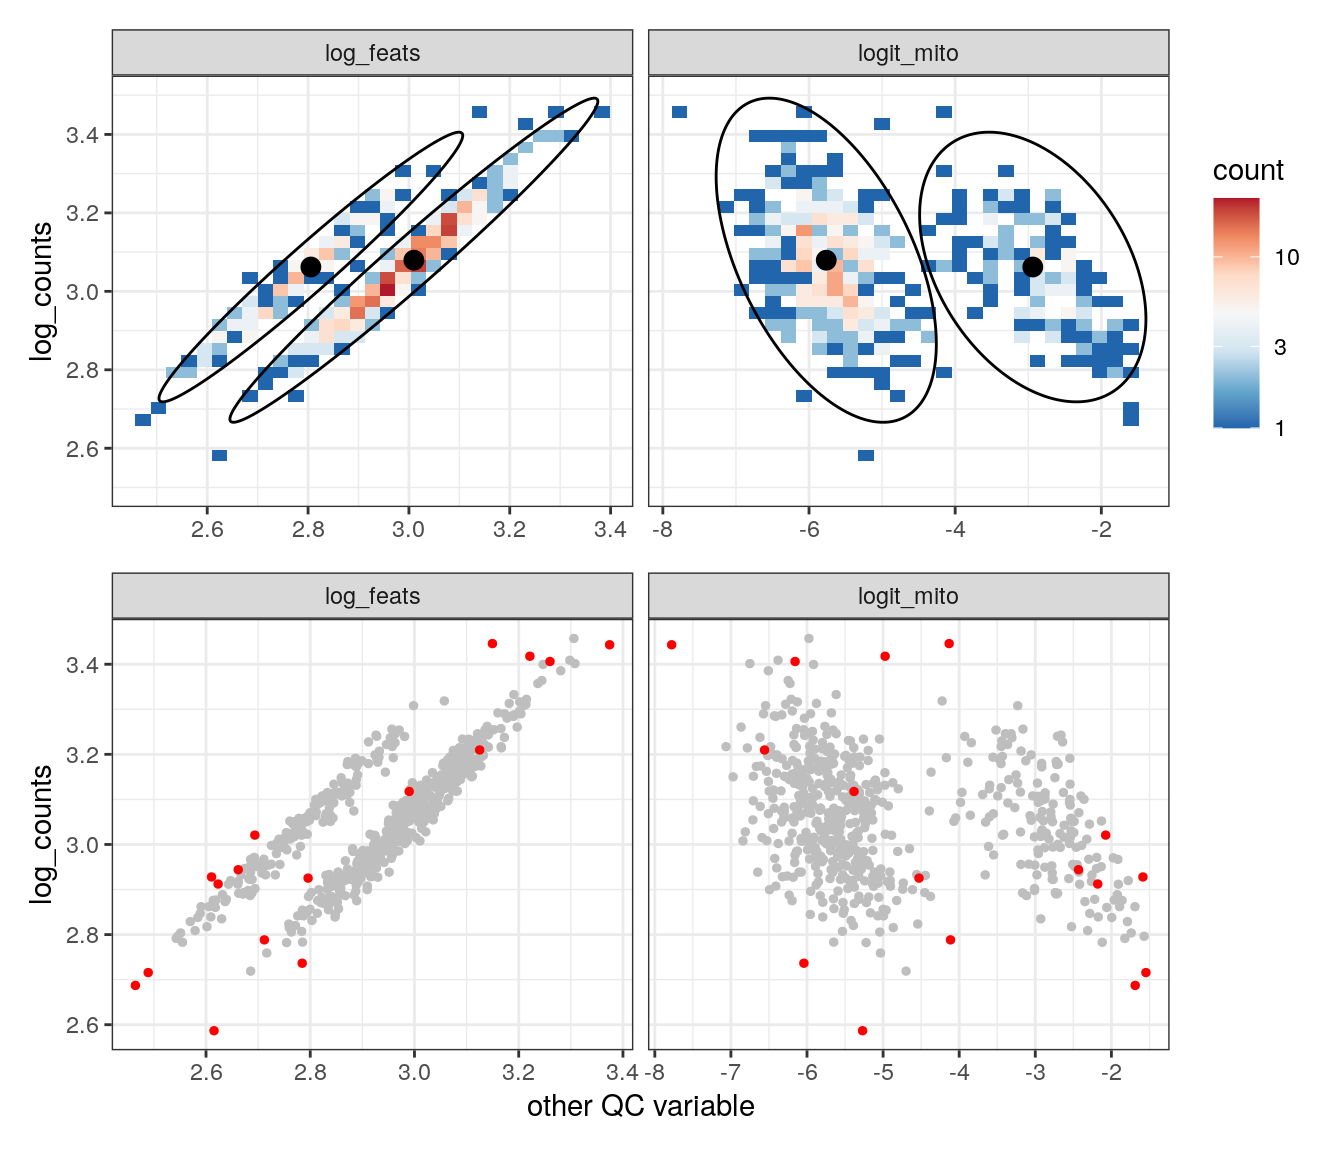 log_feats logit_mito
log_counts
3.4
3.2
3.0
2.8
2.6
2.6 2.8 3.0 3.2 3.4 -8 -6 -4 -2
count
10
3
1
log_feats logit_mito
log_counts
3.4
3.2
3.0
2.8
2.6
2.6 2.8 3.0 3.2 3.4 -8 -7 -6 -5 -4 -3 -2
other QC variable